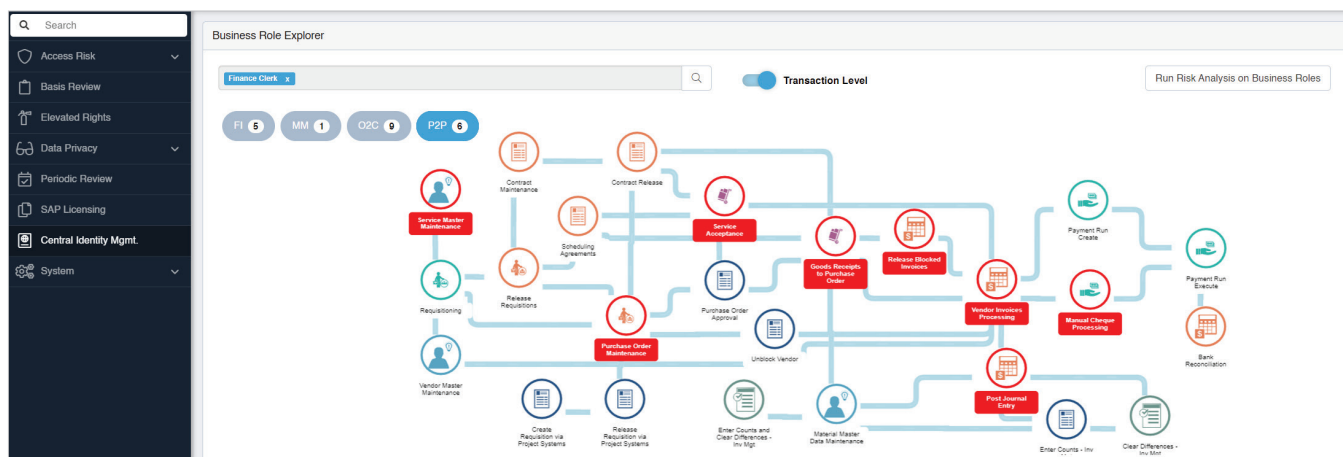 Search
Access Risk
Basis Review
Elevated Rights
Data Privacy
Periodic Review
SAP Licensing
Central Identity Mgmt.
System
Business Role Explorer
Finance Clerk x
Transaction Level
Run Risk Analysis on Business Roles
FI 5
MM 1
O2C 9
P2P 6
Contract
Maintenance
Contract Release
Service Master
Maintenance
Scheduling
Agreements
Service
Acceptance
Goods Receipts
to Purchase
Order
Release Blocked
Invoices
Payment Run
Create
Payment Run
Execute
Requisitioning
Release
Requisitions
Purchase Order
Approval
Vendor Invoices
Processing
Manual Cheque
Processing
Purchase Order
Maintenance
Unblock Vendor
Bank
Reconciliation
Vendor Master
Maintenance
Post Journal
Entry
Create
Requisition via
Project Systems
Release
Requisition via
Project Systems
Enter Counts and
Clear Differences -
Inv Mgt
Material Master
Data Maintenance
Enter Counts - Inv
Clear Differences -
Inv Mgt